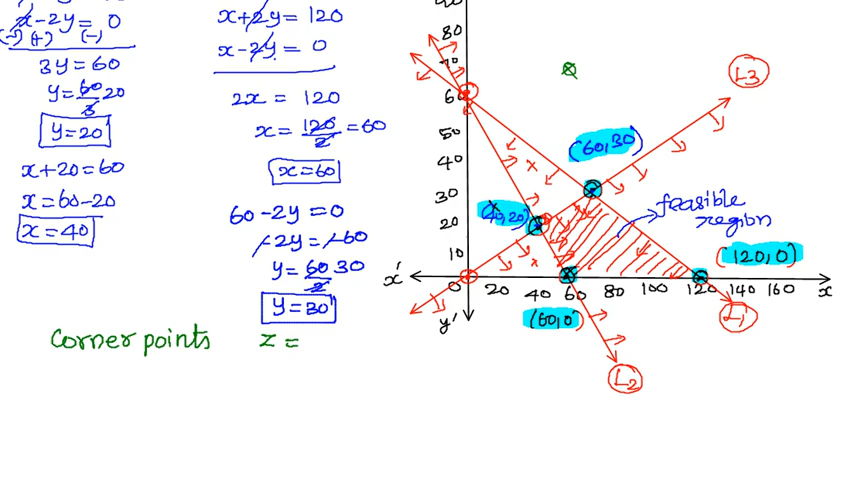 x-2y = 0
(-) (+) (-)
3y = 60
y = 60/3 20
y = 20
x+20 = 60
x = 60-20
x = 40
x+2y = 120
x-2y = 0
2x = 120
x = 120/2 = 60
x = 60
60-2y = 0
-2y = -60
y = 60/2 30
y = 30
Corner points z =
80
70
60
50
40
30
20
10
x' 0 20 40 60 80 100 120 140 160 x
y'
L3
(60,30)
(40,20)
feasible
region
(120,0)
(60,0)
L1
L2